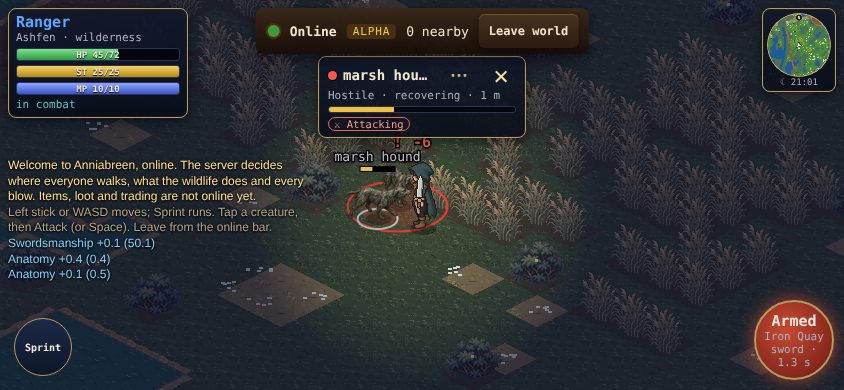 Ranger
Ashfen · wilderness
HP 45/72
ST 25/25
MP 10/10
in combat
Online ALPHA 0 nearby Leave world
marsh hou… ··· ✕
Hostile · recovering · 1 m
⚔ Attacking
! -6
marsh hound
☾ 21:01
Welcome to Anniabreen, online. The server decides
where everyone walks, what the wildlife does and every
blow. Items, loot and trading are not online yet.
Left stick or WASD moves; Sprint runs. Tap a creature,
then Attack (or Space). Leave from the online bar.
Swordsmanship +0.1 (50.1)
Anatomy +0.4 (0.4)
Anatomy +0.1 (0.5)
Sprint
Armed
Iron Quay
sword ·
1.3 s